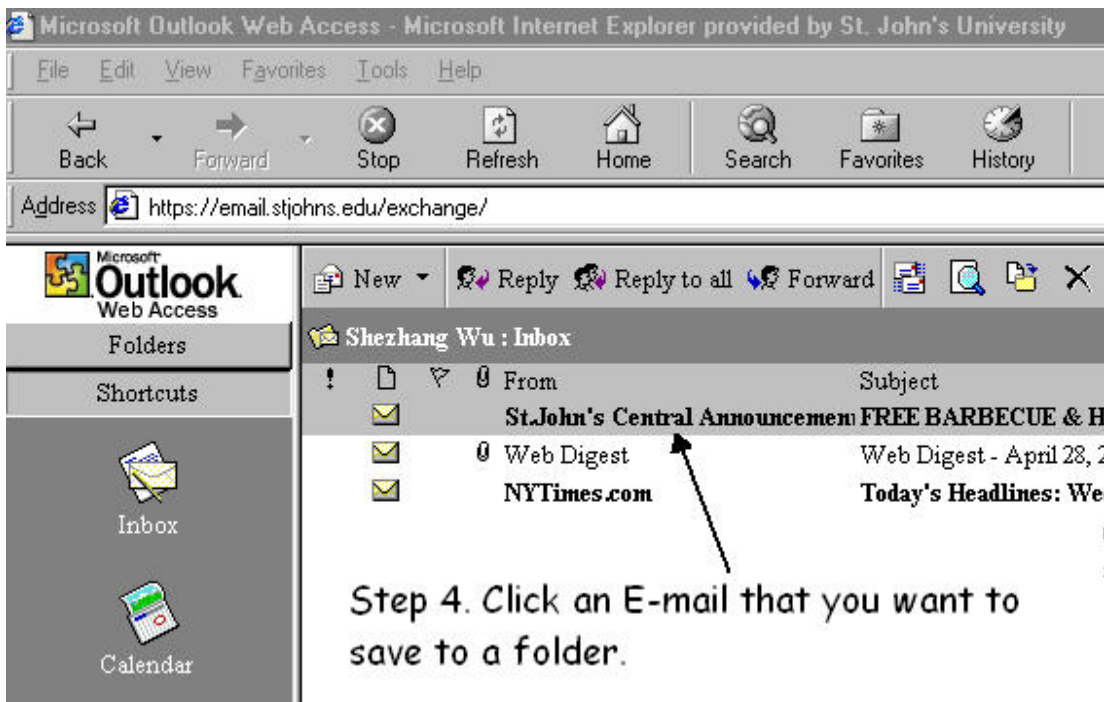 Microsoft Outlook Web Access - Microsoft Internet Explorer provided by St. John's University
File Edit View Favorites Tools Help
Back Forward Stop Refresh Home Search Favorites History
Address https://email.stjohns.edu/exchange/
Microsoft
Outlook
Web Access
New Reply Reply to all Forward
Folders
Shezhang Wu : Inbox
Shortcuts
! From Subject
St.John's Central Announcemen FREE BARBECUE & H
Web Digest Web Digest - April 28, 2
NYTimes.com Today's Headlines: We
Inbox
Step 4. Click an E-mail that you want to
save to a folder.
Calendar